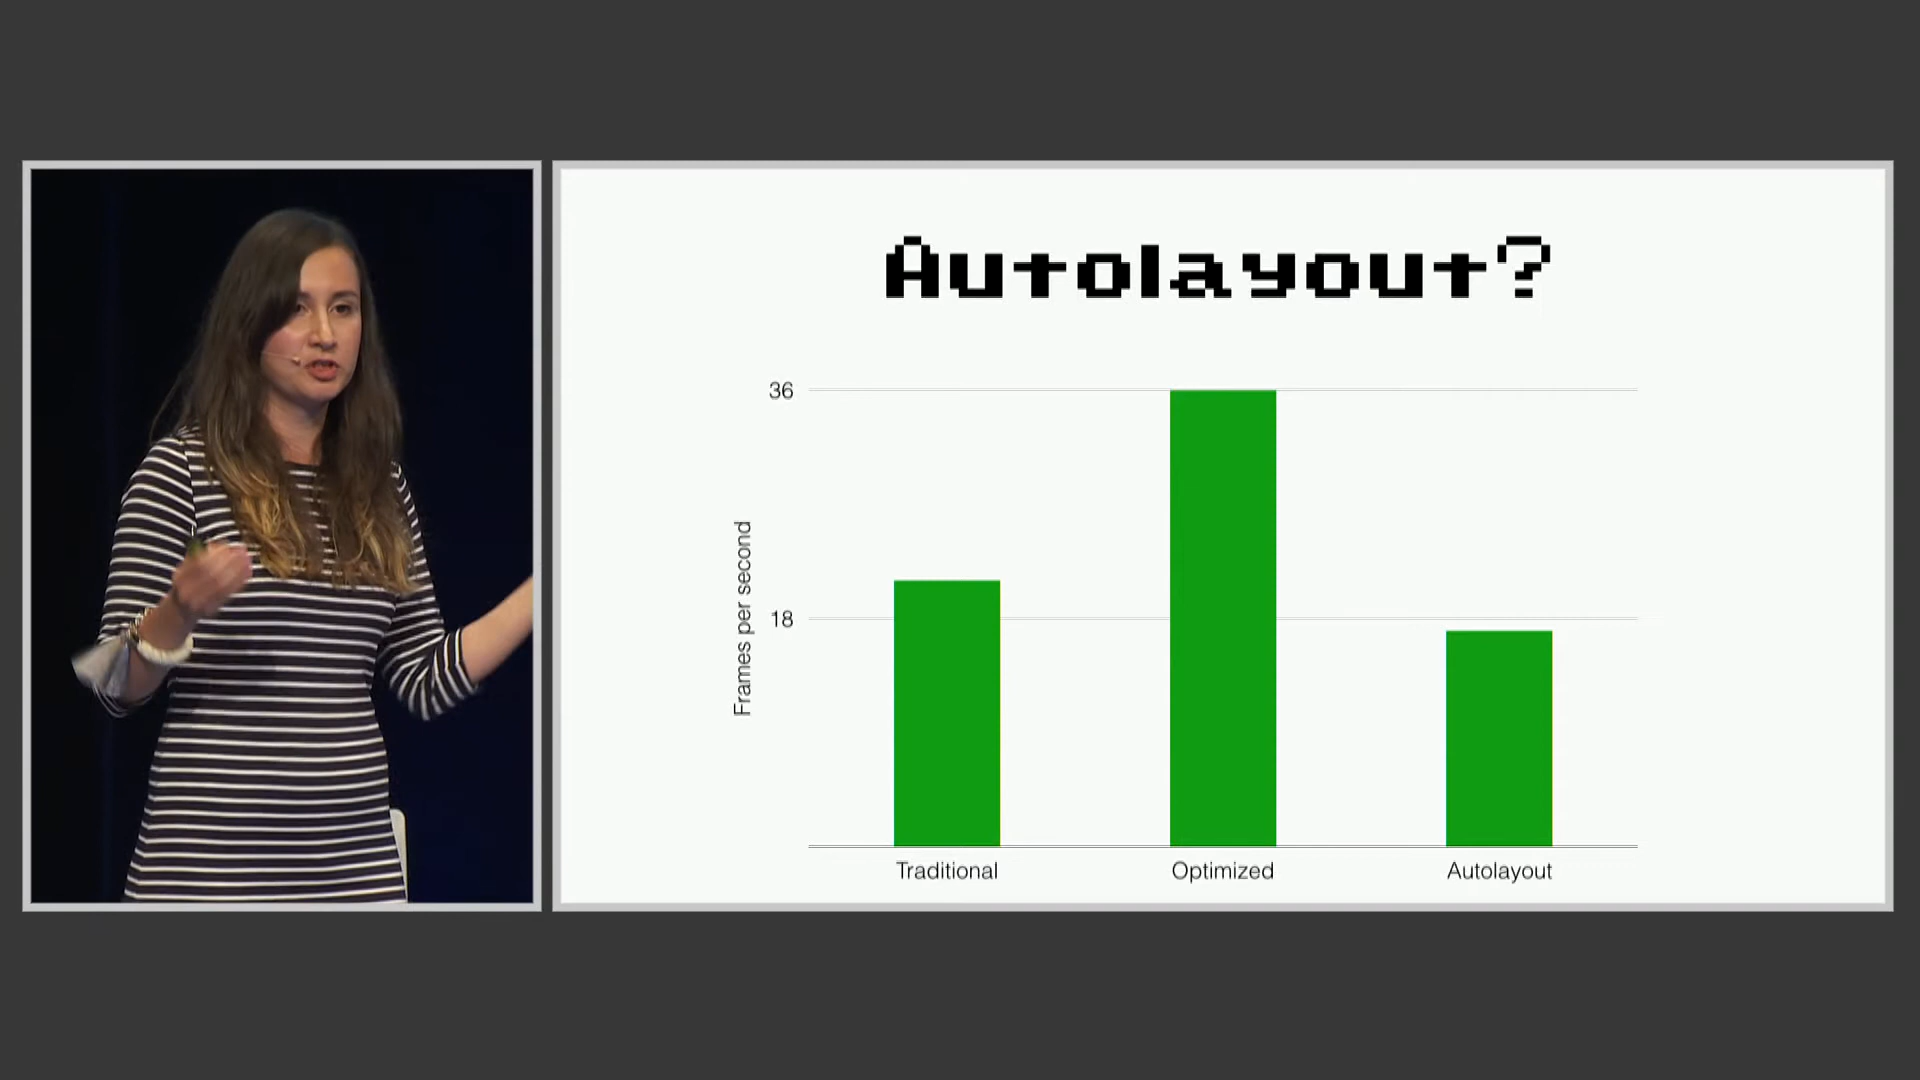 Autolayout?
36
18
Frames per second
Traditional
Optimized
Autolayout